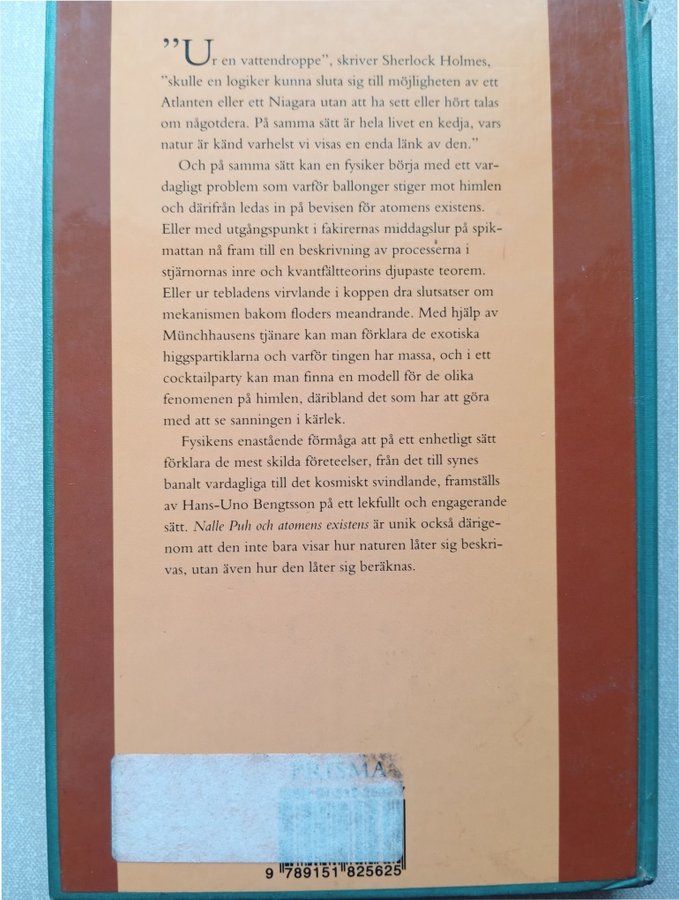 ”Ur en vattendroppe”, skriver Sherlock Holmes,
”skulle en logiker kunna sluta sig till möjligheten av ett
Atlanten eller ett Niagara utan att ha sett eller hört talas
om någotdera. På samma sätt är hela livet en kedja, vars
natur är känd varhelst vi visas en enda länk av den.”
Och på samma sätt kan en fysiker börja med ett var-
dagligt problem som varför ballonger stiger mot himlen
och därifrån ledas in på bevisen för atomens existens.
Eller med utgångspunkt i fakirernas middagslur på spik-
mattan nå fram till en beskrivning av processerna i
stjärnornas inre och kvantfältteorins djupaste teorem.
Eller ur tebladens virvlande i koppen dra slutsatser om
mekanismen bakom floders meandrande. Med hjälp av
Münchhausens tjänare kan man förklara de exotiska
higgspartiklarna och varför tingen har massa, och i ett
cocktailparty kan man finna en modell för de olika
fenomenen på himlen, däribland det som har att göra
med att se sanningen i kärlek.
Fysikens enastående förmåga att på ett enhetligt sätt
förklara de mest skilda företeelser, från det till synes
banalt vardagliga till det kosmiskt svindlande, framställs
av Hans-Uno Bengtsson på ett lekfullt och engagerande
sätt. Nalle Puh och atomens existens är unik också därige-
nom att den inte bara visar hur naturen låter sig beskri-
vas, utan även hur den låter sig beräknas.
PRISMA
9 789151 825625